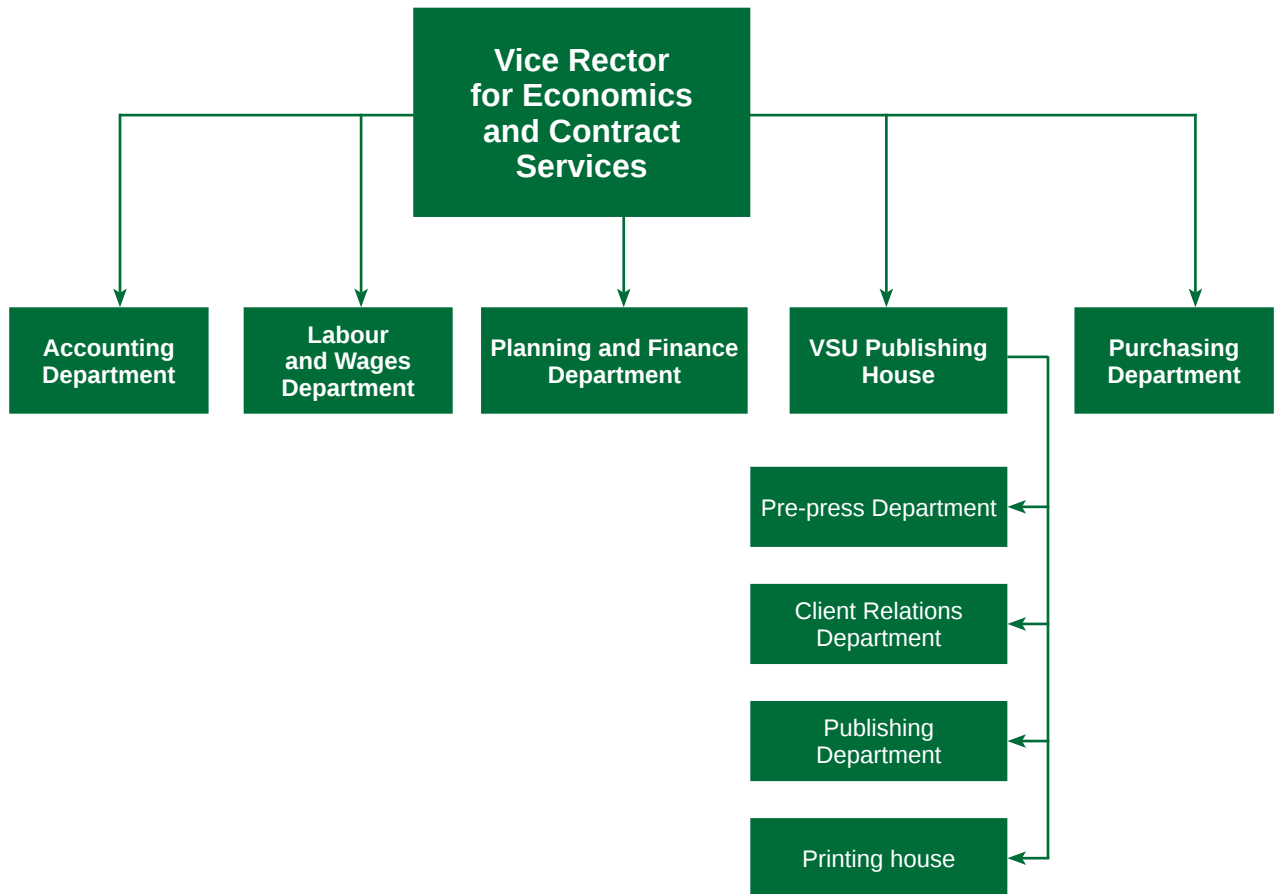 Vice Rector
for Economics
and Contract
Services
Accounting
Department
Labour
and Wages
Department
Planning and Finance
Department
VSU Publishing
House
Purchasing
Department
Pre-press Department
Client Relations
Department
Publishing
Department
Printing house